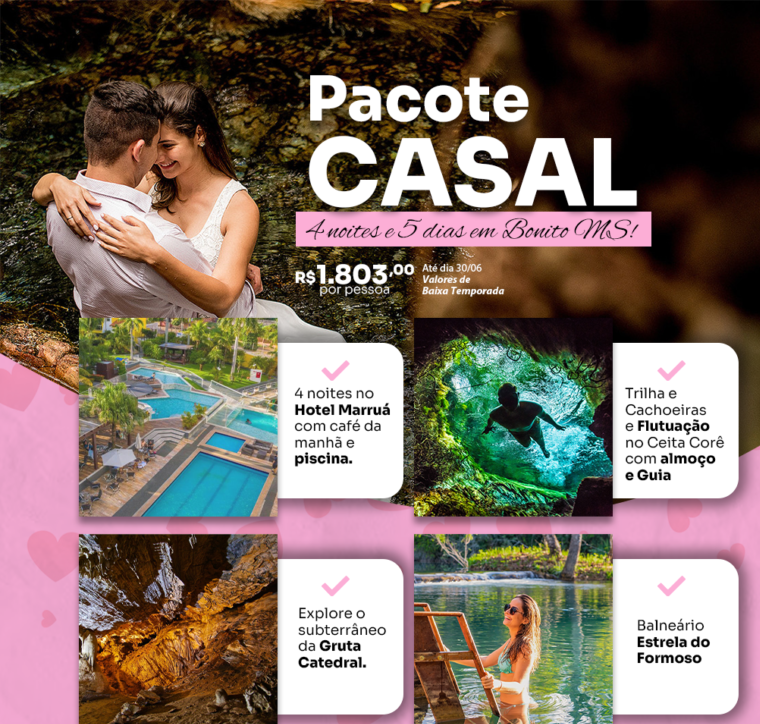 Pacote
CASAL
4 noites e 5 dias em Bonito MS!
R$1.803,00
por pessoa
Até dia 30/06
Valores de
Baixa Temporada
4 noites no
Hotel Marruá
com café da
manhã e
piscina.
Trilha e
Cachoeiras
e Flutuação
no Ceita Corê
com almoço
e Guia
Explore o
subterrâneo
da Gruta
Catedral.
Balneário
Estrela do
Formoso